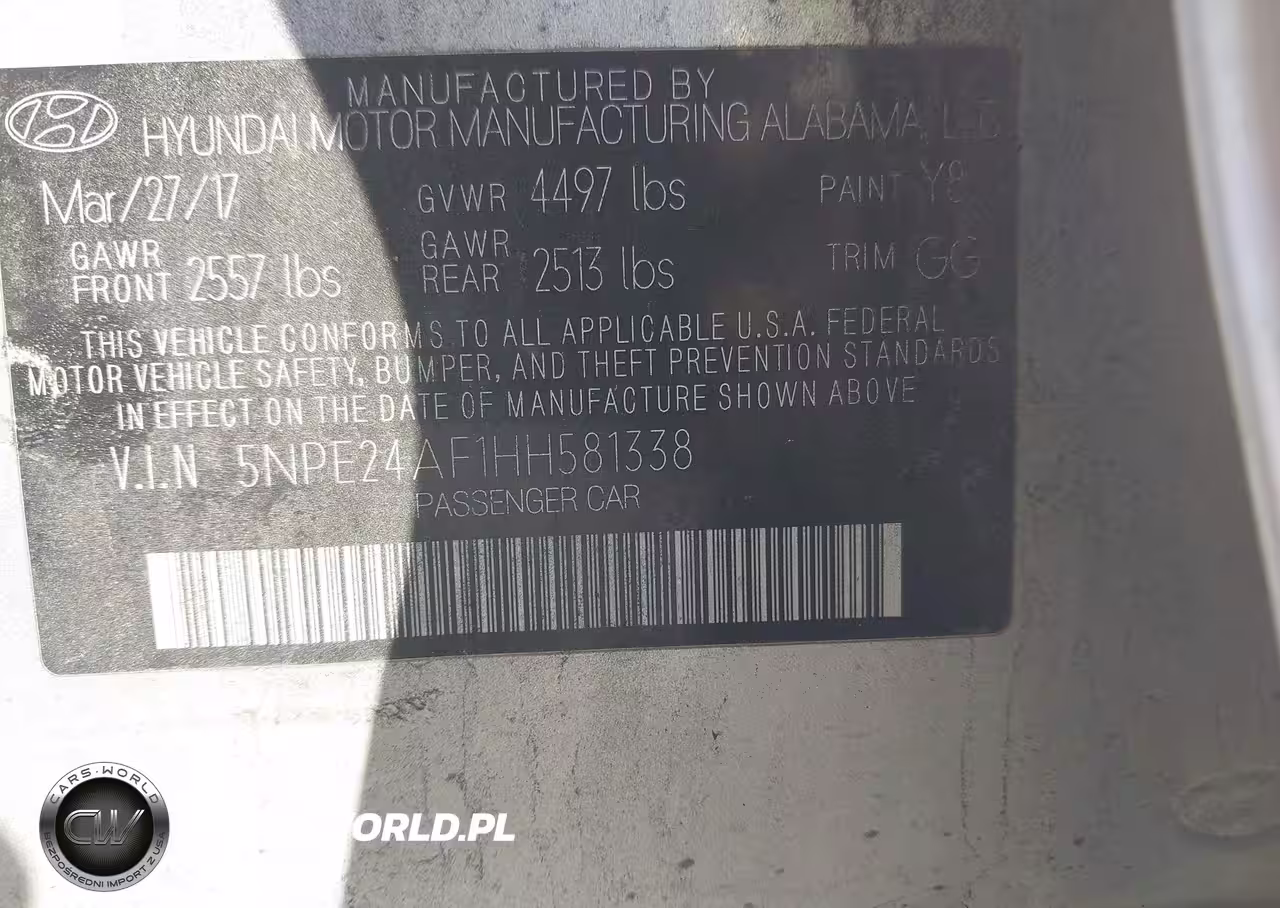 MANUFACTURED BY
HYUNDAI MOTOR MANUFACTURING ALABAMA, LLC
Mar/27/17 GVWR 4497 lbs PAINT Y8
GAWR FRONT 2557 lbs GAWR REAR 2513 lbs TRIM GG
THIS VEHICLE CONFORMS TO ALL APPLICABLE U.S.A. FEDERAL
MOTOR VEHICLE SAFETY, BUMPER, AND THEFT PREVENTION STANDARDS
IN EFFECT ON THE DATE OF MANUFACTURE SHOWN ABOVE
V.I.N 5NPE24AF1HH581338
PASSENGER CAR
CARS-WORLD
CW
BEZPOŚREDNI IMPORT Z USA
ORLD.PL